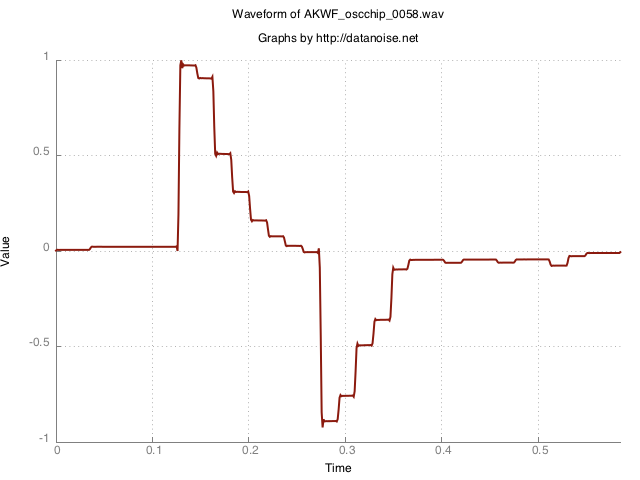 Waveform of AKWF_oscchip_0058.wav
Graphs by http://datanoise.net
1
0.5
0
-0.5
-1
Value
0 0.1 0.2 0.3 0.4 0.5
Time